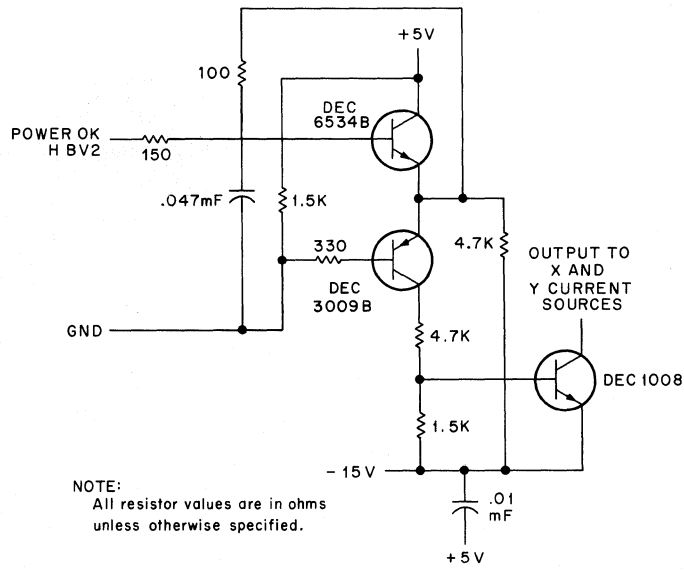 +5V
100
DEC
6534B
POWER OK
H BV2
150
.047mF
1.5K
330
4.7K
OUTPUT TO
X AND
Y CURRENT
SOURCES
DEC
3009B
GND
4.7K
DEC 1008
1.5K
-15V
NOTE:
All resistor values are in ohms
unless otherwise specified.
.01
mF
+5V